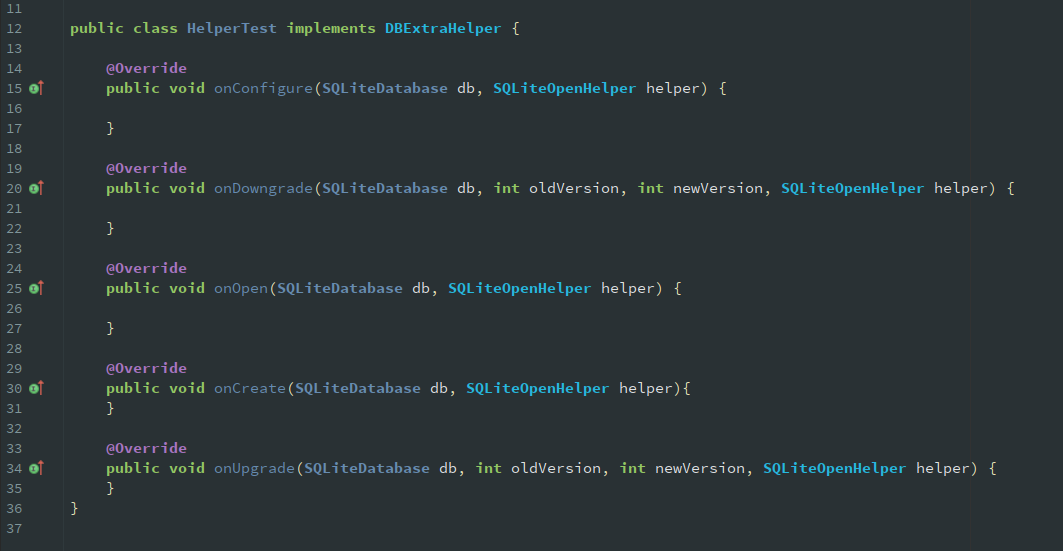 11
12 public class HelperTest implements DBExtraHelper {
13
14 @Override
15 public void onConfigure(SQLiteDatabase db, SQLiteOpenHelper helper) {
16
17 }
18
19 @Override
20 public void onDowngrade(SQLiteDatabase db, int oldVersion, int newVersion, SQLiteOpenHelper helper) {
21
22 }
23
24 @Override
25 public void onOpen(SQLiteDatabase db, SQLiteOpenHelper helper) {
26
27 }
28
29 @Override
30 public void onCreate(SQLiteDatabase db, SQLiteOpenHelper helper){
31 }
32
33 @Override
34 public void onUpgrade(SQLiteDatabase db, int oldVersion, int newVersion, SQLiteOpenHelper helper) {
35 }
36 }
37